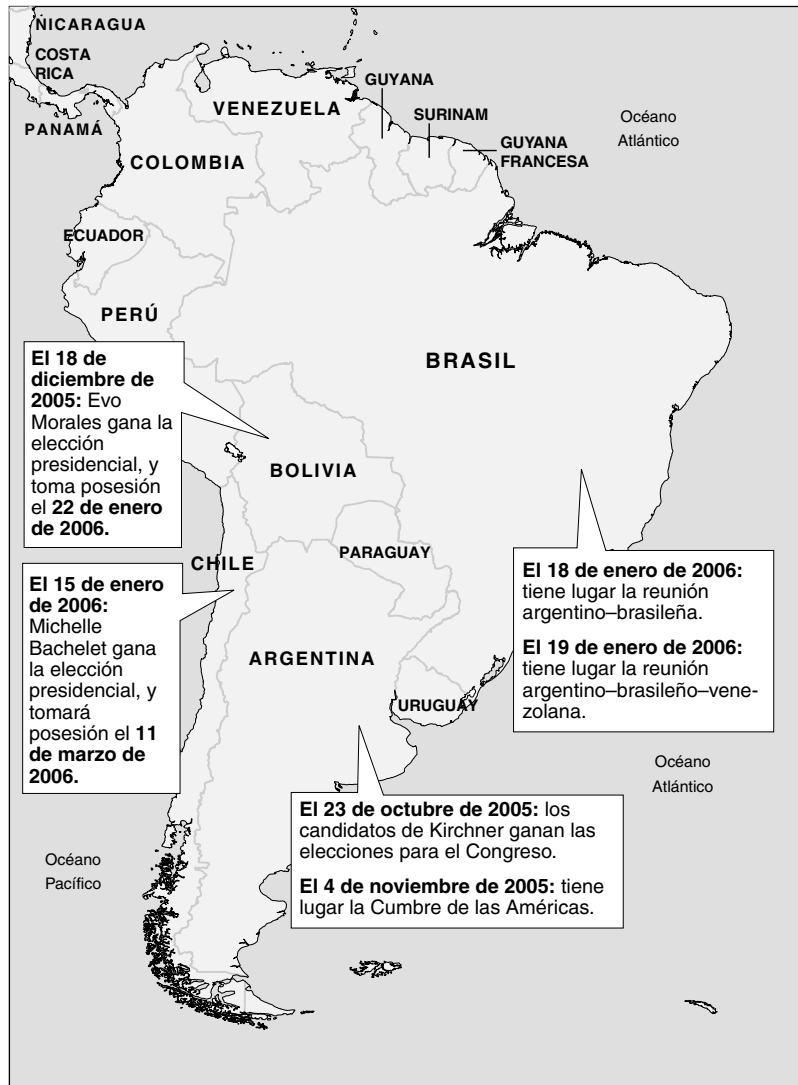 NICARAGUA
COSTA
RICA
PANAMÁ
VENEZUELA
GUYANA
SURINAM
GUYANA
FRANCESA
Océano
Atlántico
COLOMBIA
ECUADOR
PERÚ
BRASIL
El 18 de
diciembre de
2005: Evo
Morales gana la
elección
presidencial, y
toma posesión
el 22 de enero
de 2006.
BOLIVIA
PARAGUAY
CHILE
El 15 de enero
de 2006:
Michelle
Bachelet gana
la elección
presidencial, y
tomará
posesión el 11
de marzo de
2006.
ARGENTINA
URUGUAY
El 18 de enero de 2006:
tiene lugar la reunión
argentino–brasileña.
El 19 de enero de 2006:
tiene lugar la reunión
argentino–brasileño–vene-
zolana.
Océano
Atlántico
El 23 de octubre de 2005: los
candidatos de Kirchner ganan las
elecciones para el Congreso.
El 4 de noviembre de 2005: tiene
lugar la Cumbre de las Américas.
Océano
Pacífico